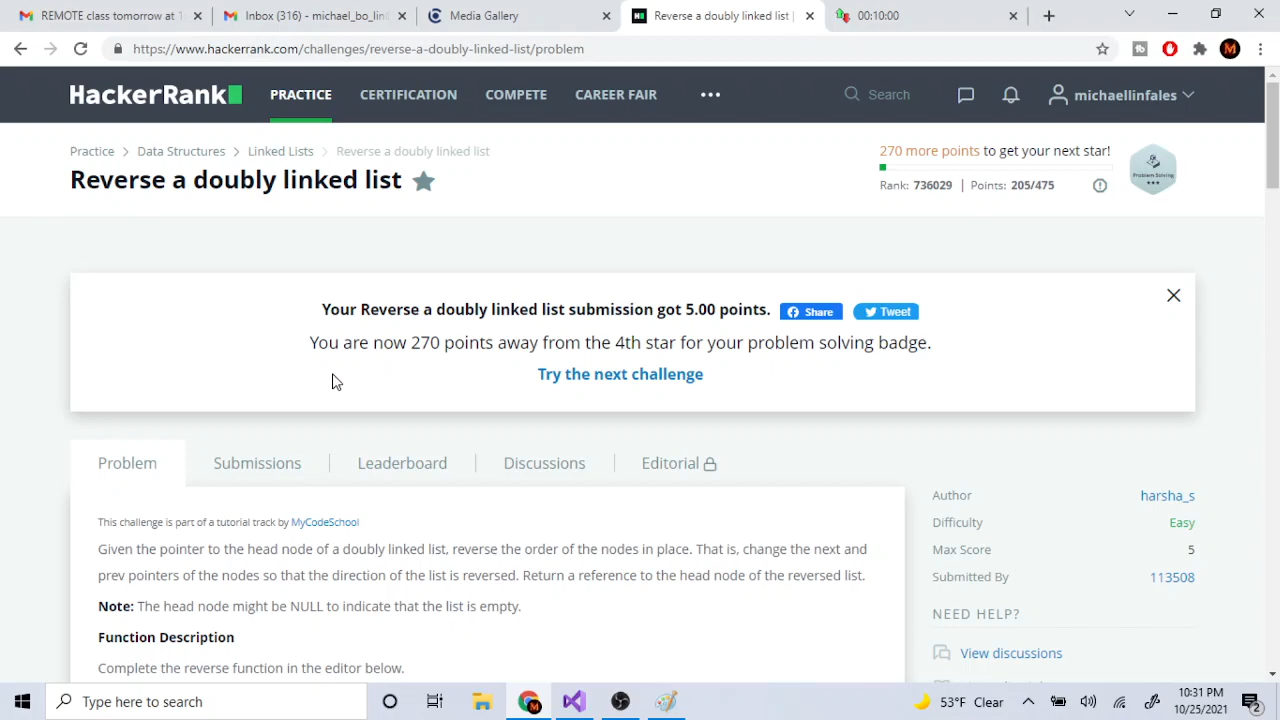 REMOTE class tomorrow at T
Inbox (316) - michael_bo
Media Gallery
Reverse a doubly linked list |
00:10:00
https://www.hackerrank.com/challenges/reverse-a-doubly-linked-list/problem
HackerRank
PRACTICE
CERTIFICATION
COMPETE
CAREER FAIR
Search
michaellinfales
Practice > Data Structures > Linked Lists > Reverse a doubly linked list
270 more points to get your next star!
Reverse a doubly linked list
Rank: 736029 | Points: 205/475
Problem Solving
Your Reverse a doubly linked list submission got 5.00 points.
Share
Tweet
You are now 270 points away from the 4th star for your problem solving badge.
Try the next challenge
Problem
Submissions
Leaderboard
Discussions
Editorial
Author harsha_s
Difficulty Easy
Max Score 5
Submitted By 113508
NEED HELP?
View discussions
This challenge is part of a tutorial track by MyCodeSchool
Given the pointer to the head node of a doubly linked list, reverse the order of the nodes in place. That is, change the next and
prev pointers of the nodes so that the direction of the list is reversed. Return a reference to the head node of the reversed list.
Note: The head node might be NULL to indicate that the list is empty.
Function Description
Complete the reverse function in the editor below.
Type here to search
53°F Clear
10:31 PM
10/25/2021
2